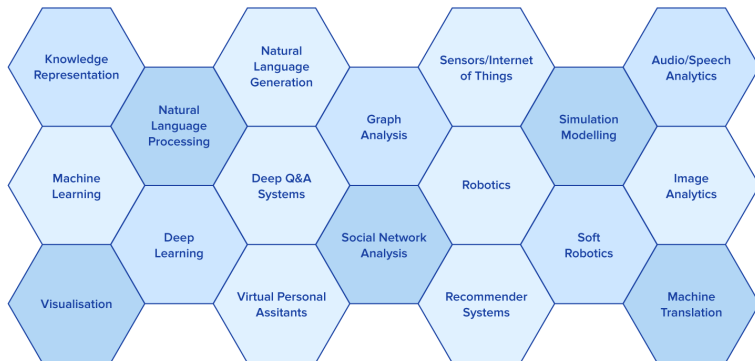 Knowledge
Representation
Natural
Language
Generation
Sensors/Internet
of Things
Audio/Speech
Analytics
Natural
Language
Processing
Graph
Analysis
Simulation
Modelling
Machine
Learning
Deep Q&A
Systems
Robotics
Image
Analytics
Deep
Learning
Social Network
Analysis
Soft
Robotics
Visualisation
Virtual Personal
Assitants
Recommender
Systems
Machine
Translation